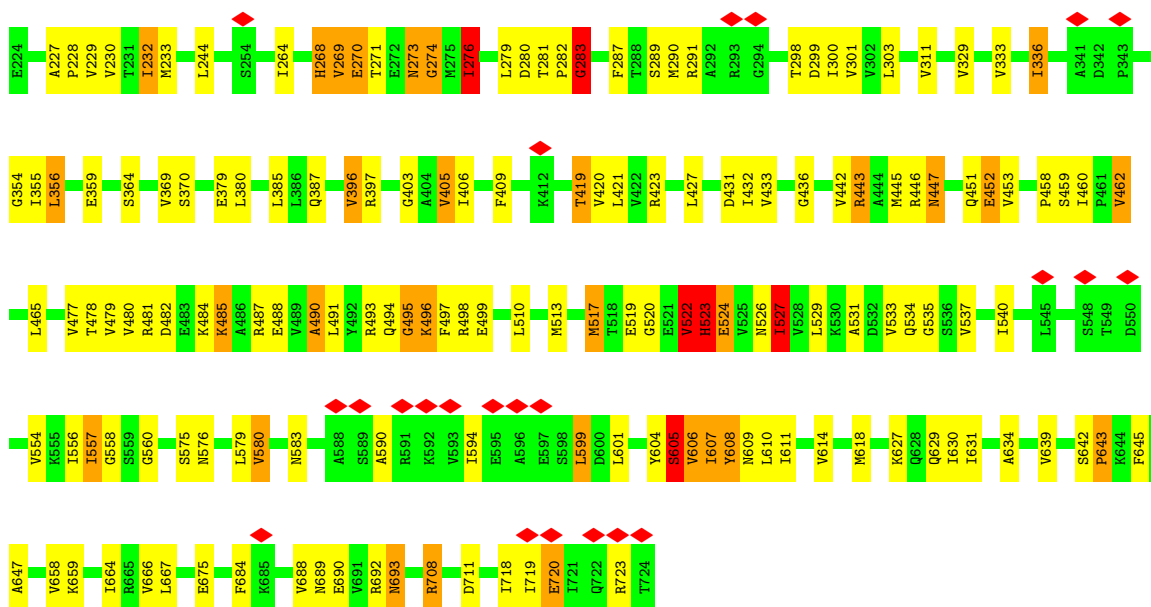 E224 A227 P228 V229 V230 T231 I232 M233 L244 S254 I264 H268 V269 E270 T271 E272 N273 G274 M275 I276 L279 D280 T281 P282 G283 F287 T288 S289 M290 R291 A292 R293 G294 T298 D299 I300 V301 V302 L303 V311 V329 V333 I336 A341 D342 P343
G354 I355 L356 E359 S364 V369 S370 E379 L380 L385 L386 Q387 V396 R397 G403 A404 V405 I406 F409 K412 T419 V420 L421 V422 R423 L427 D431 I432 V433 G436 V442 R443 A444 M445 R446 N447 Q451 E452 V453 P458 S459 I460 P461 V462
L465 V477 T478 V479 V480 R481 D482 E483 K484 K485 A486 R487 E488 V489 A490 L491 Y492 R493 Q494 G495 K496 F497 R498 E499 L510 M513 M517 T518 E519 G520 E521 V522 H523 E524 V525 N526 I527 V528 L529 K530 A531 D532 V533 Q534 G535 S536 V537 I540 L545 S548 T549 D550
V554 K555 I556 I557 G558 S559 G560 S575 N576 L579 V580 N583 A588 S589 A590 R591 K592 V593 I594 E595 A596 E597 S598 L599 D600 L601 Y604 S605 V606 I607 Y608 N609 L610 I611 V614 M618 K627 Q628 Q629 I630 I631 A634 V639 S642 P643 K644 F645
A647 V658 K659 I664 R665 V666 L667 E675 F684 K685 V688 N689 E690 V691 R692 N693 R708 D711 I718 I719 E720 I721 Q722 R723 T724